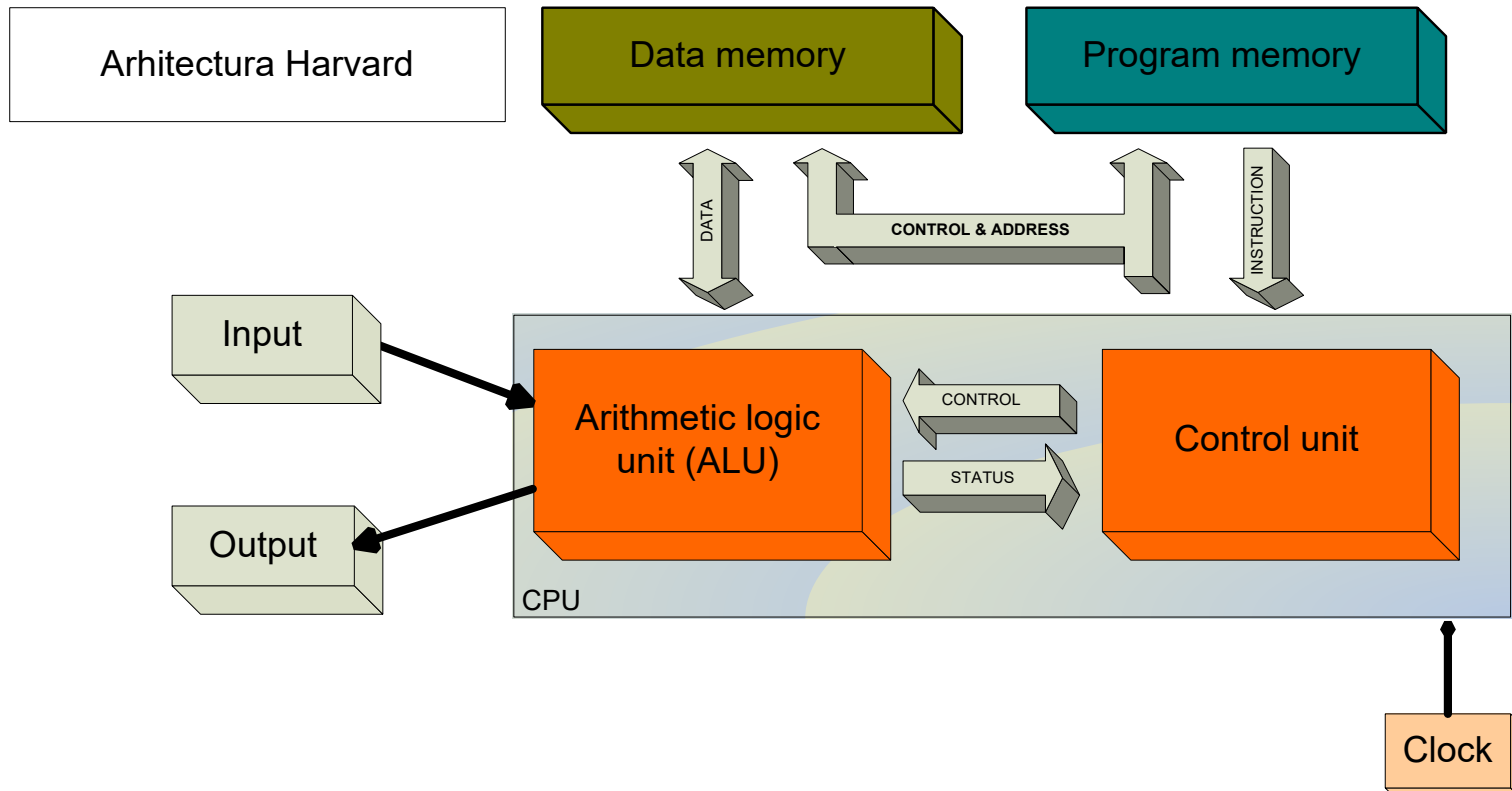 Arhitectura Harvard
Data memory
Program memory
DATA
CONTROL & ADDRESS
INSTRUCTION
Input
Arithmetic logic
unit (ALU)
CONTROL
STATUS
Control unit
Output
CPU
Clock